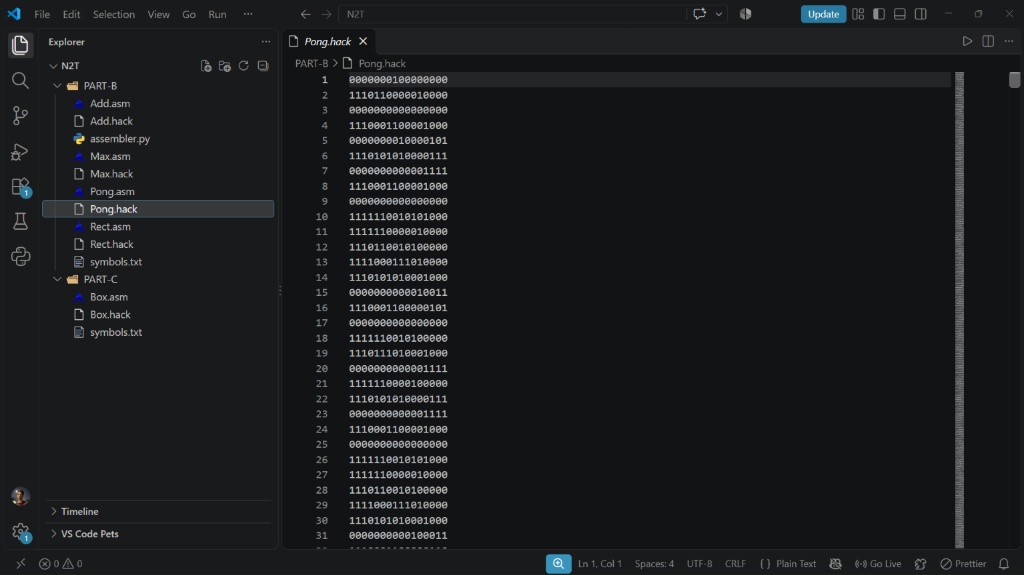 File Edit Selection View Go Run ···
N2T
Update
Explorer
N2T
PART-B
Add.asm
Add.hack
assembler.py
Max.asm
Max.hack
Pong.asm
Pong.hack
Rect.asm
Rect.hack
symbols.txt
PART-C
Box.asm
Box.hack
symbols.txt
Timeline
VS Code Pets
1
1
Pong.hack
PART-B > Pong.hack
1 0000000100000000
2 1110110000010000
3 0000000000000000
4 1110001100001000
5 0000000010000101
6 1110101010000111
7 0000000000001111
8 1110001100001000
9 0000000000000000
10 1111110010101000
11 1111110000010000
12 1110110010100000
13 1111000111010000
14 1110101010001000
15 0000000000010011
16 1110001100000101
17 0000000000000000
18 1111110010100000
19 1110111010001000
20 0000000000001111
21 1111110000100000
22 1110101010000111
23 0000000000001111
24 1110001100001000
25 0000000000000000
26 1111110010101000
27 1111110000010000
28 1110110010100000
29 1111000111010000
30 1110101010001000
31 0000000000100011
0 0
Ln 1, Col 1 Spaces: 4 UTF-8 CRLF { } Plain Text Go Live Prettier